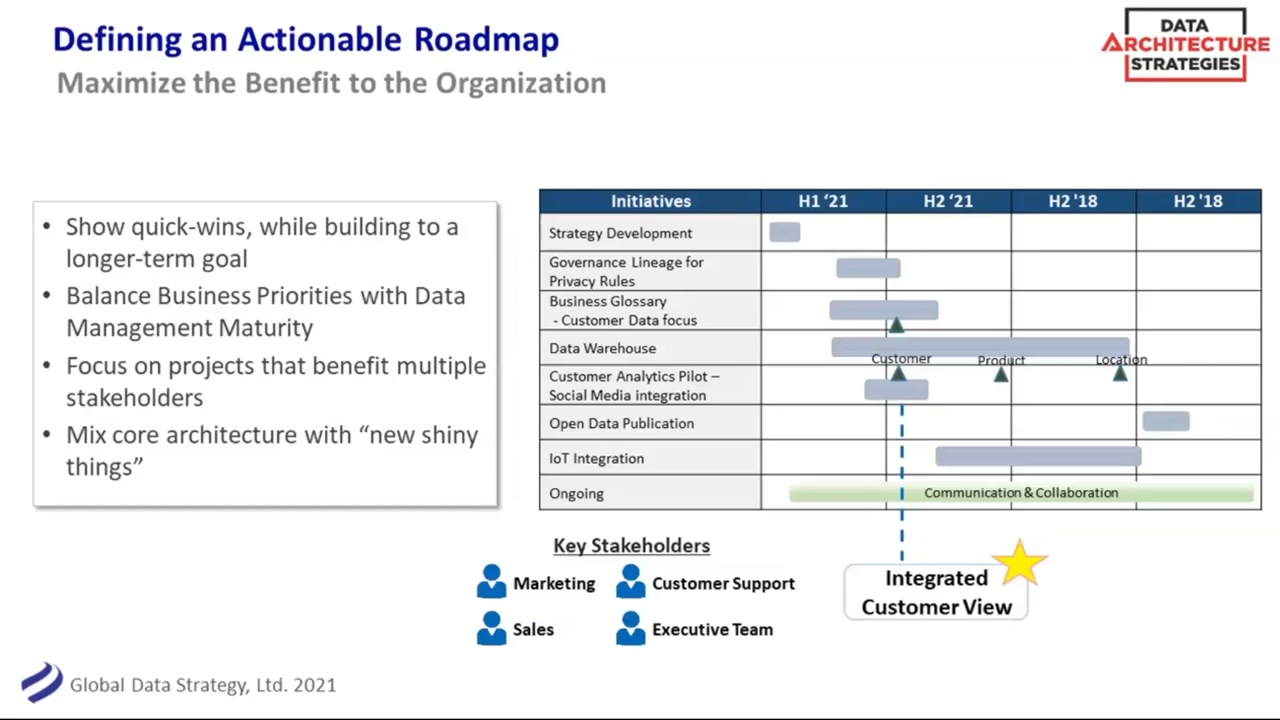 Defining an Actionable Roadmap
Maximize the Benefit to the Organization
DATA
ARCHITECTURE
STRATEGIES
• Show quick-wins, while building to a
longer-term goal
• Balance Business Priorities with Data
Management Maturity
• Focus on projects that benefit multiple
stakeholders
• Mix core architecture with “new shiny
things”
Initiatives H1 ‘21 H2 ‘21 H2 '18 H2 '18
Strategy Development
Governance Lineage for
Privacy Rules
Business Glossary
- Customer Data focus
Data Warehouse
Customer Product Location
Customer Analytics Pilot –
Social Media integration
Open Data Publication
IoT Integration
Ongoing Communication & Collaboration
Key Stakeholders
Marketing Customer Support
Sales Executive Team
Integrated
Customer View
Global Data Strategy, Ltd. 2021